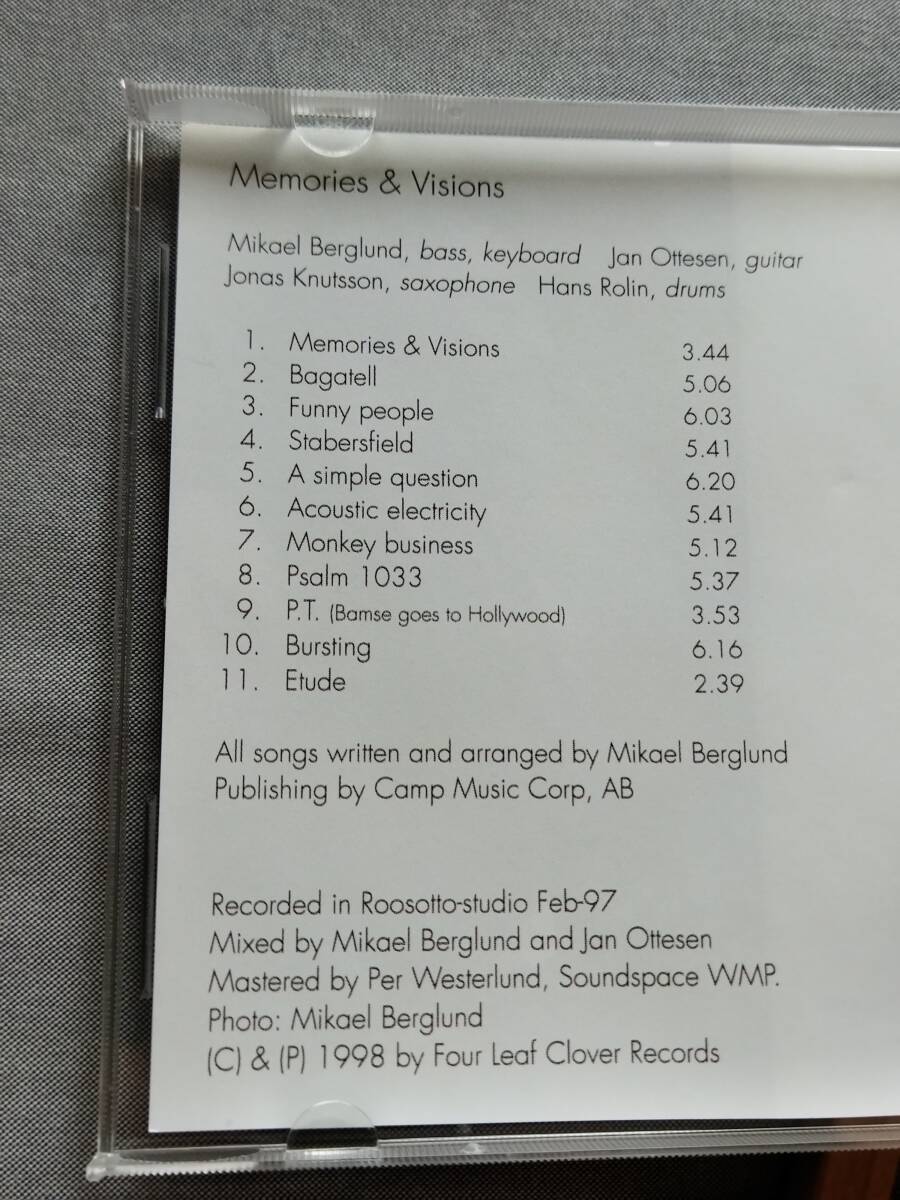 Memories & Visions
Mikael Berglund, bass, keyboard Jan Ottesen, guitar
Jonas Knutsson, saxophone Hans Rolin, drums
1. Memories & Visions 3.44
2. Bagatell 5.06
3. Funny people 6.03
4. Stabersfield 5.41
5. A simple question 6.20
6. Acoustic electricity 5.41
7. Monkey business 5.12
8. Psalm 1033 5.37
9. P.T. (Bamse goes to Hollywood) 3.53
10. Bursting 6.16
11. Etude 2.39
All songs written and arranged by Mikael Berglund
Publishing by Camp Music Corp, AB
Recorded in Roosotto-studio Feb-97
Mixed by Mikael Berglund and Jan Ottesen
Mastered by Per Westerlund, Soundspace WMP.
Photo: Mikael Berglund
(C) & (P) 1998 by Four Leaf Clover Records